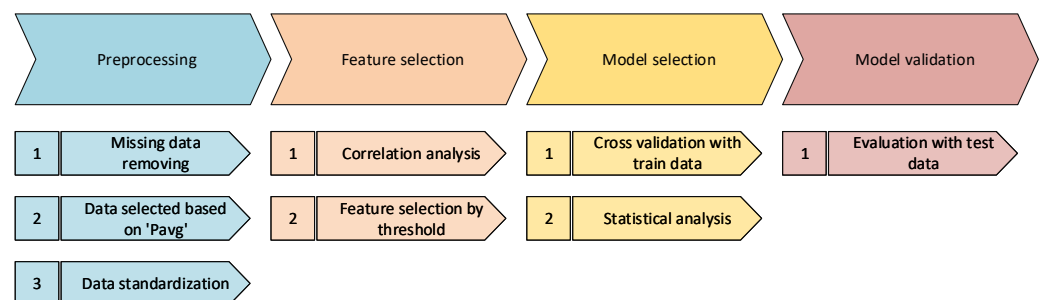 Preprocessing
Feature selection
Model selection
Model validation
1
Missing data
removing
1
Correlation analysis
1
Cross validation with
train data
1
Evaluation with test
data
2
Data selected based
on 'Pavg'
2
Feature selection by
threshold
2
Statistical analysis
3
Data standardization